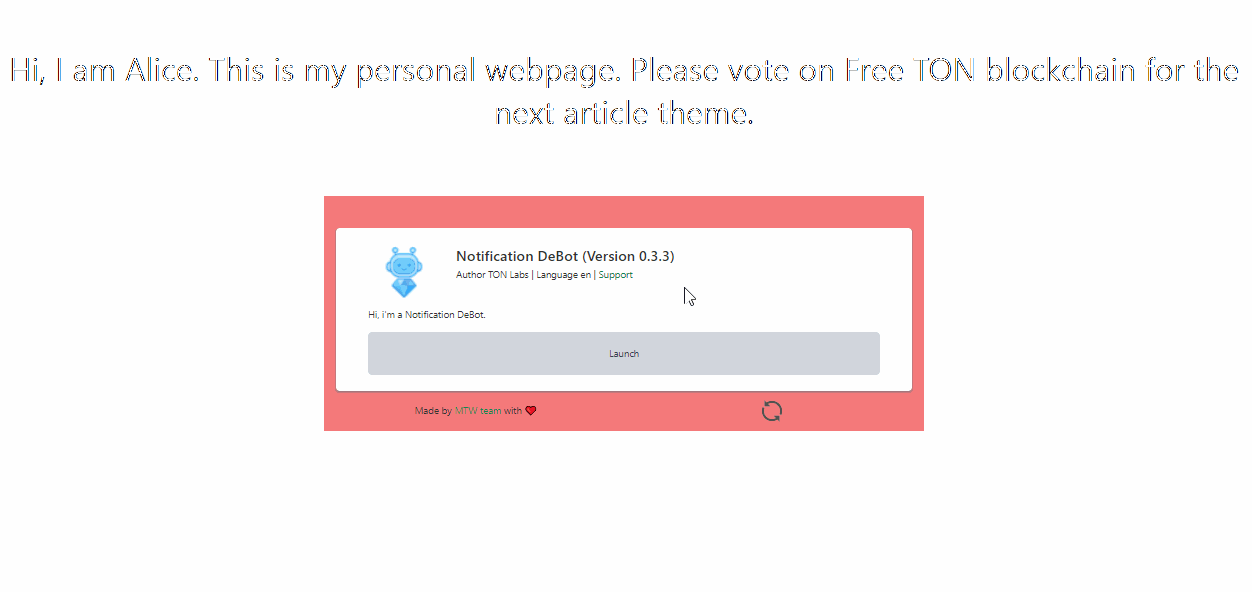 Hi, I am Alice. This is my personal webpage. Please vote on Free TON blockchain for the
next article theme.
Notification DeBot (Version 0.3.3)
Author TON Labs | Language en | Support
Hi, i'm a Notification DeBot.
Launch
Made by MTW team with ❤